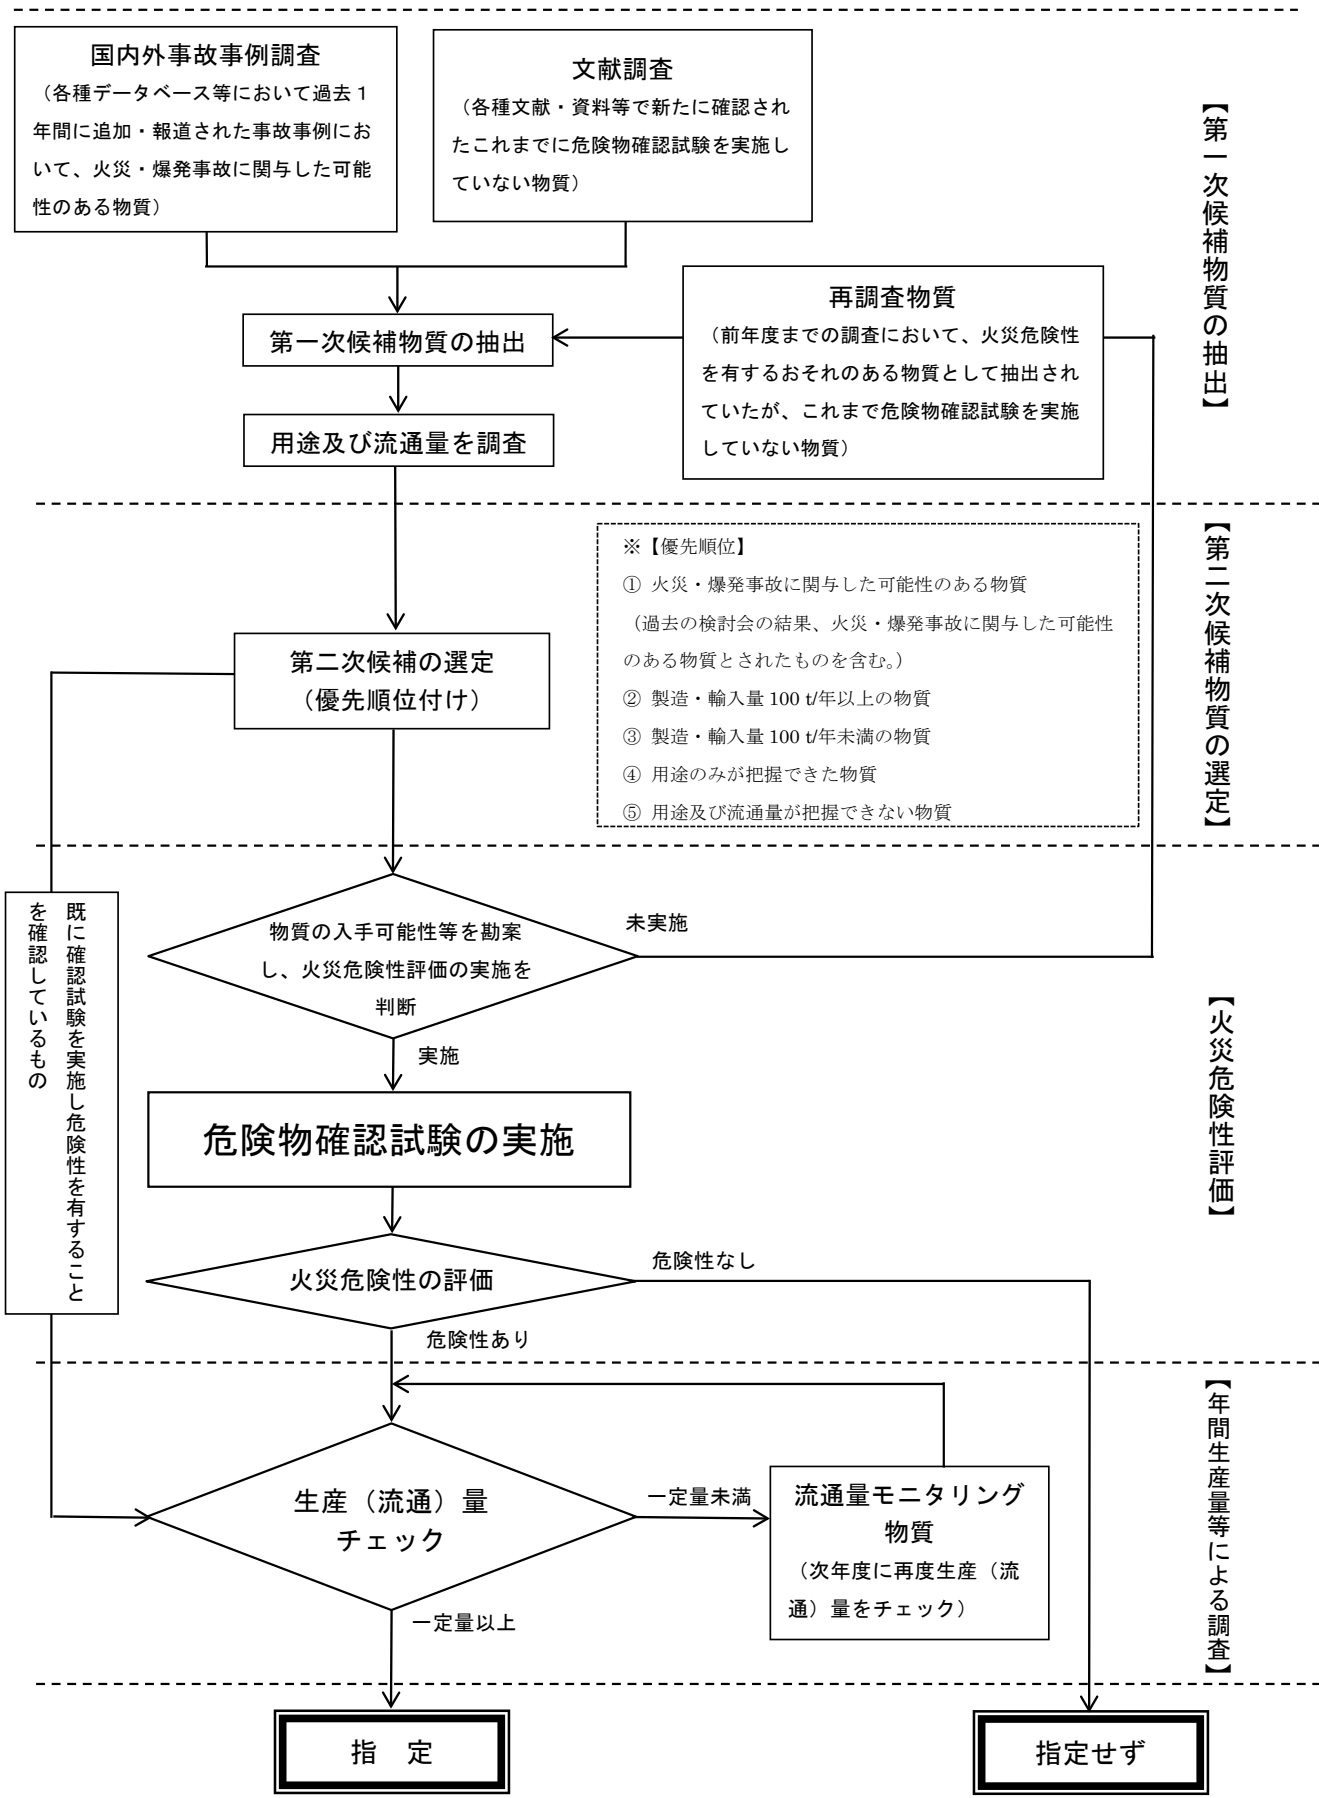 国内外事故事例調査
（各種データベース等において過去１
年間に追加・報道された事故事例にお
いて、火災・爆発事故に関与した可能
性のある物質）
文献調査
（各種文献・資料等で新たに確認され
たこれまでに危険物確認試験を実施し
ていない物質）
【第一次候補物質の抽出】
第一次候補物質の抽出
再調査物質
（前年度までの調査において、火災危険性
を有するおそれのある物質として抽出され
ていたが、これまで危険物確認試験を実施
していない物質）
用途及び流通量を調査
【第二次候補物質の選定】
※【優先順位】
① 火災・爆発事故に関与した可能性のある物質
（過去の検討会の結果、火災・爆発事故に関与した可能性
のある物質とされたものを含む。）
② 製造・輸入量 100 t/年以上の物質
③ 製造・輸入量 100 t/年未満の物質
④ 用途のみが把握できた物質
⑤ 用途及び流通量が把握できない物質
第二次候補の選定
（優先順位付け）
既に確認試験を実施し危険性を有すること
を確認しているもの
物質の入手可能性等を勘案
し、火災危険性評価の実施を
判断
未実施
実施
【火災危険性評価】
危険物確認試験の実施
火災危険性の評価
危険性なし
危険性あり
【年間生産量等による調査】
生産（流通）量
チェック
一定量未満
流通量モニタリング
物質
（次年度に再度生産（流
通）量をチェック）
一定量以上
指　定
指定せず